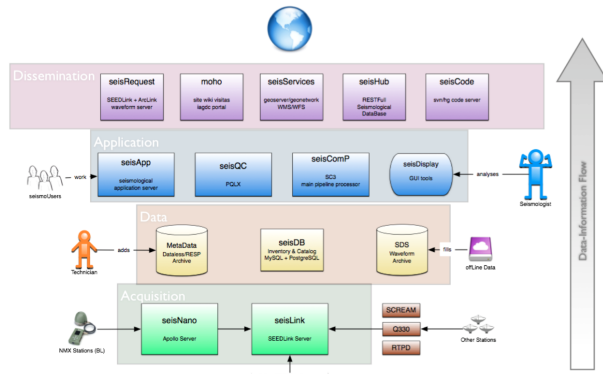 Dissemination
seisRequest
SEEDLink + ArcLink
waveform server
moho
site wiki visitas
iagdc portal
seisServices
geoserver/geonetwork
WMS/WFS
seisHub
RESTFull
Seismological
DataBase
seisCode
svn/hg code server
Application
seisApp
seismological
application server
seisQC
PQLX
seisComP
SC3
main pipeline processor
seisDisplay
GUI tools
seismoUsers
work
analyses
Seismologist
Data
MetaData
Dataless/RESP
Archive
seisDB
Inventory & Catalog
MySQL + PostgreSQL
SDS
Waveform
Archive
Technician
adds
fills
offLine Data
Acquisition
seisNano
Apollo Server
seisLink
SEEDLink Server
SCREAM
Q330
RTPD
NMX Stations (BL)
Other Stations
Data-Information Flow